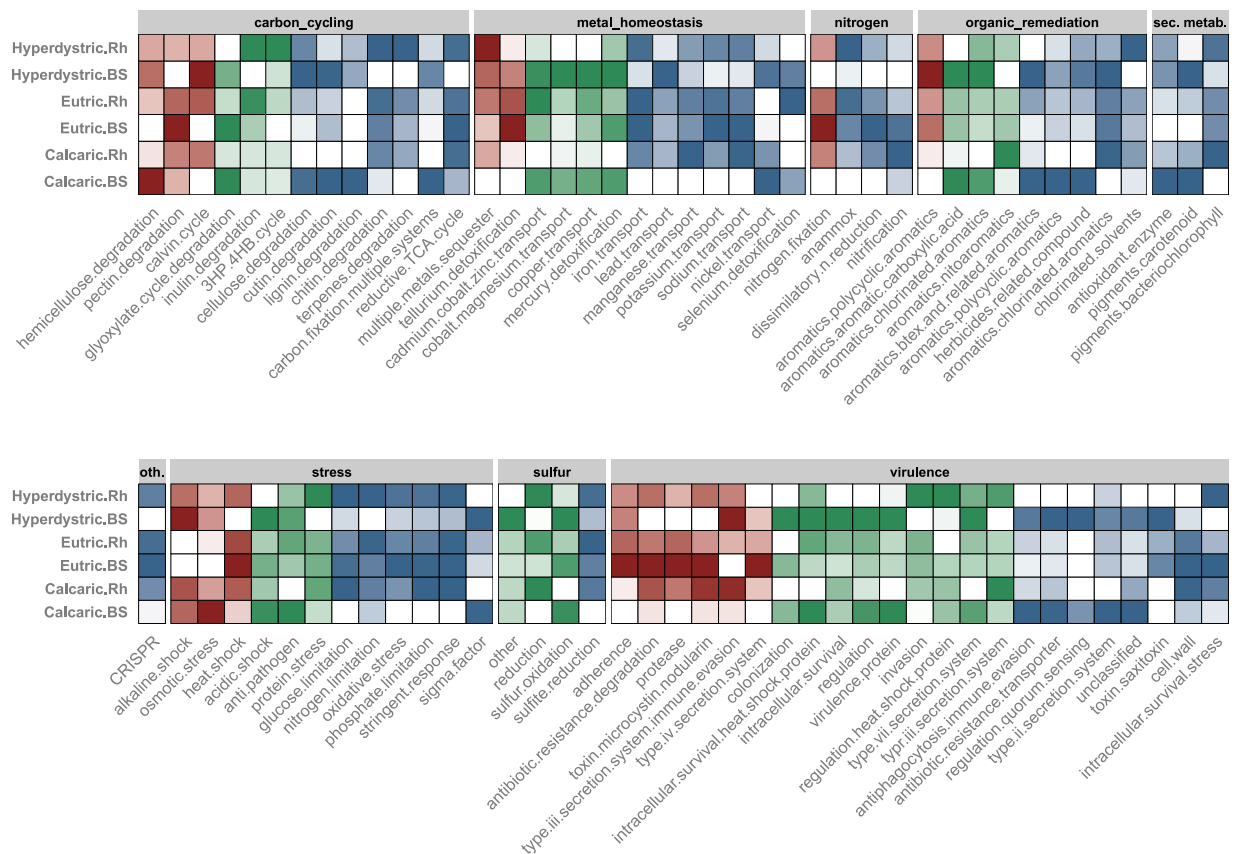 carbon_cycling metal_homeostasis nitrogen organic_remediation sec. metab.
Hyperdystric.Rh
Hyperdystric.BS
Eutric.Rh
Eutric.BS
Calcaric.Rh
Calcaric.BS
hemicellulose.degradation
pectin.degradation
calvin.cycle
glyoxylate.cycle.degradation
inulin.degradation
3HP.4HB.cycle
cellulose.degradation
cutin.degradation
lignin.degradation
chitin.degradation
terpenes.degradation
carbon.fixation.multiple.systems
reductive.TCA.cycle
multiple.metals.sequester
tellurium.detoxification
cadmium.cobalt.zinc.transport
cobalt.magnesium.transport
copper.transport
mercury.detoxification
iron.transport
lead.transport
manganese.transport
potassium.transport
sodium.transport
nickel.transport
selenium.detoxification
nitrogen.fixation
anammox
dissimilatory.n.reduction
nitrification
aromatics.polycyclic.aromatics
aromatics.aromatic.carboxylic.acid
aromatics.chlorinated.aromatics
aromatics.nitoaromatics
aromatics.btex.and.related.aromatics
aromatics.polycyclic.aromatics
herbicides.related.compound
aromatics.chlorinated.aromatics
chlorinated.solvents
antioxidant.enzyme
pigments.carotenoid
pigments.bacteriochlorophyll
oth. stress sulfur virulence
Hyperdystric.Rh
Hyperdystric.BS
Eutric.Rh
Eutric.BS
Calcaric.Rh
Calcaric.BS
CRISPR
alkaline.shock
osmotic.stress
heat.shock
acidic.shock
anti.pathogen
protein.stress
glucose.limitation
nitrogen.limitation
oxidative.stress
phosphate.limitation
stringent.response
sigma.factor
other
reduction
sulfur.oxidation
sulfite.reduction
adherence
antibiotic.resistance.degradation
protease
toxin.microcystin.nodularin
type.iii.secretion.system.immune.evasion
type.iv.secretion.system
colonization
intracellular.survival.heat.shock.protein
intracellular.survival
regulation
virulence.protein
invasion
regulation.heat.shock.protein
type.vii.secretion.system
typr.iii.secretion.system
antiphagocytosis.immune.evasion
antibiotic.resistance.transporter
regulation.quorum.sensing
type.ii.secretion.system
unclassified
toxin.saxitoxin
cell.wall
intracellular.survival.stress